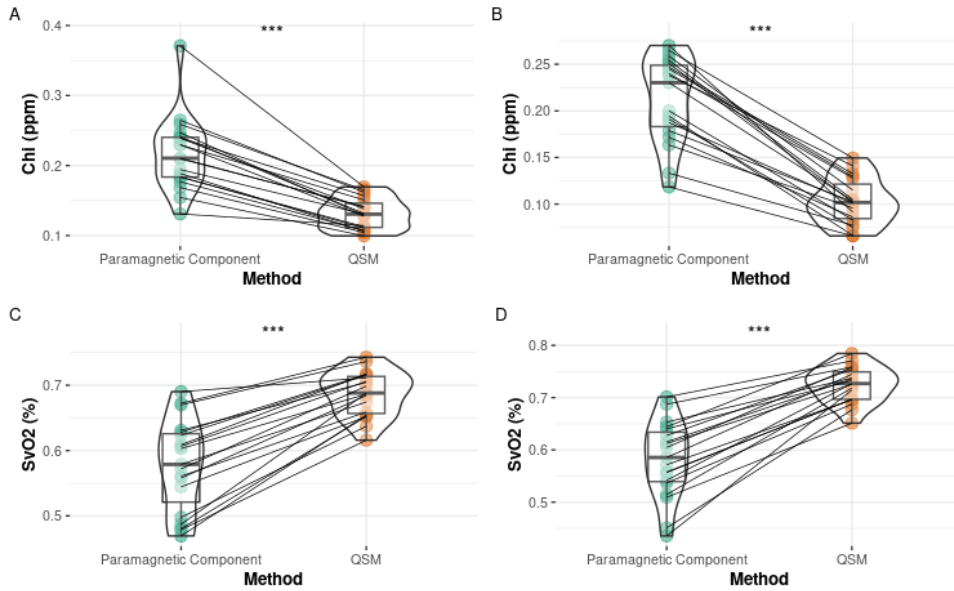 A
***
0.4
0.3
0.2
0.1
Chi (ppm)
Paramagnetic Component
QSM
Method
B
***
0.25
0.20
0.15
0.10
Chi (ppm)
Paramagnetic Component
QSM
Method
C
***
0.7
0.6
0.5
SvO2 (%)
Paramagnetic Component
QSM
Method
D
***
0.8
0.7
0.6
0.5
SvO2 (%)
Paramagnetic Component
QSM
Method